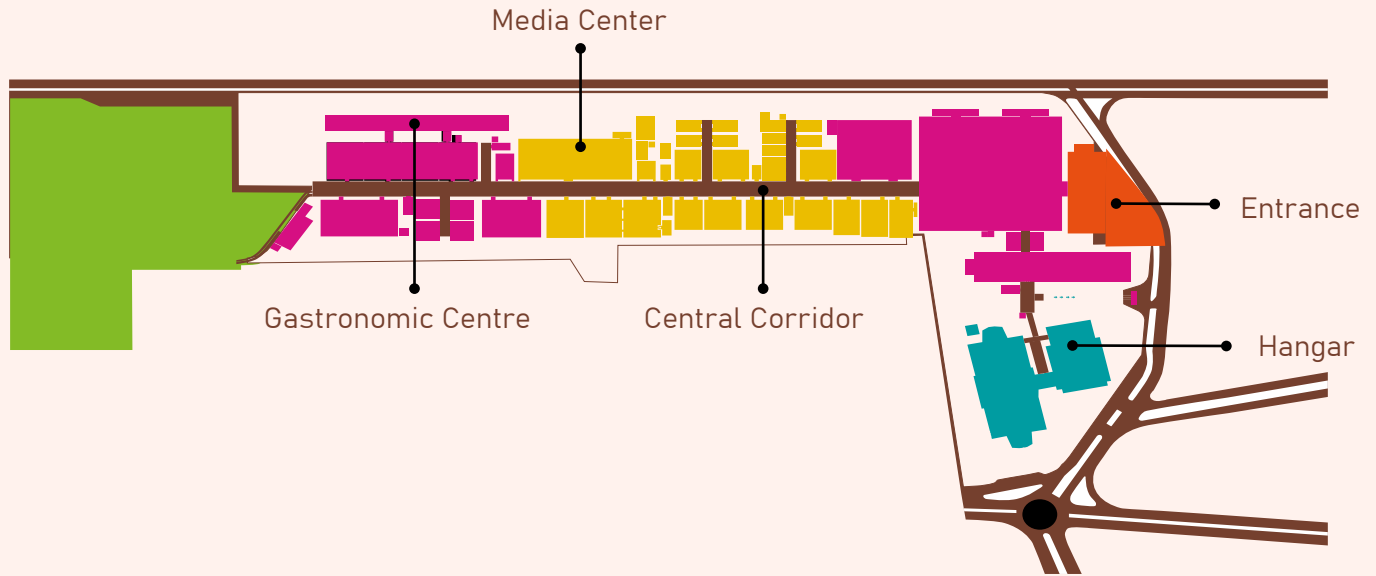 Media Center
Entrance
Gastronomic Centre
Central Corridor
Hangar